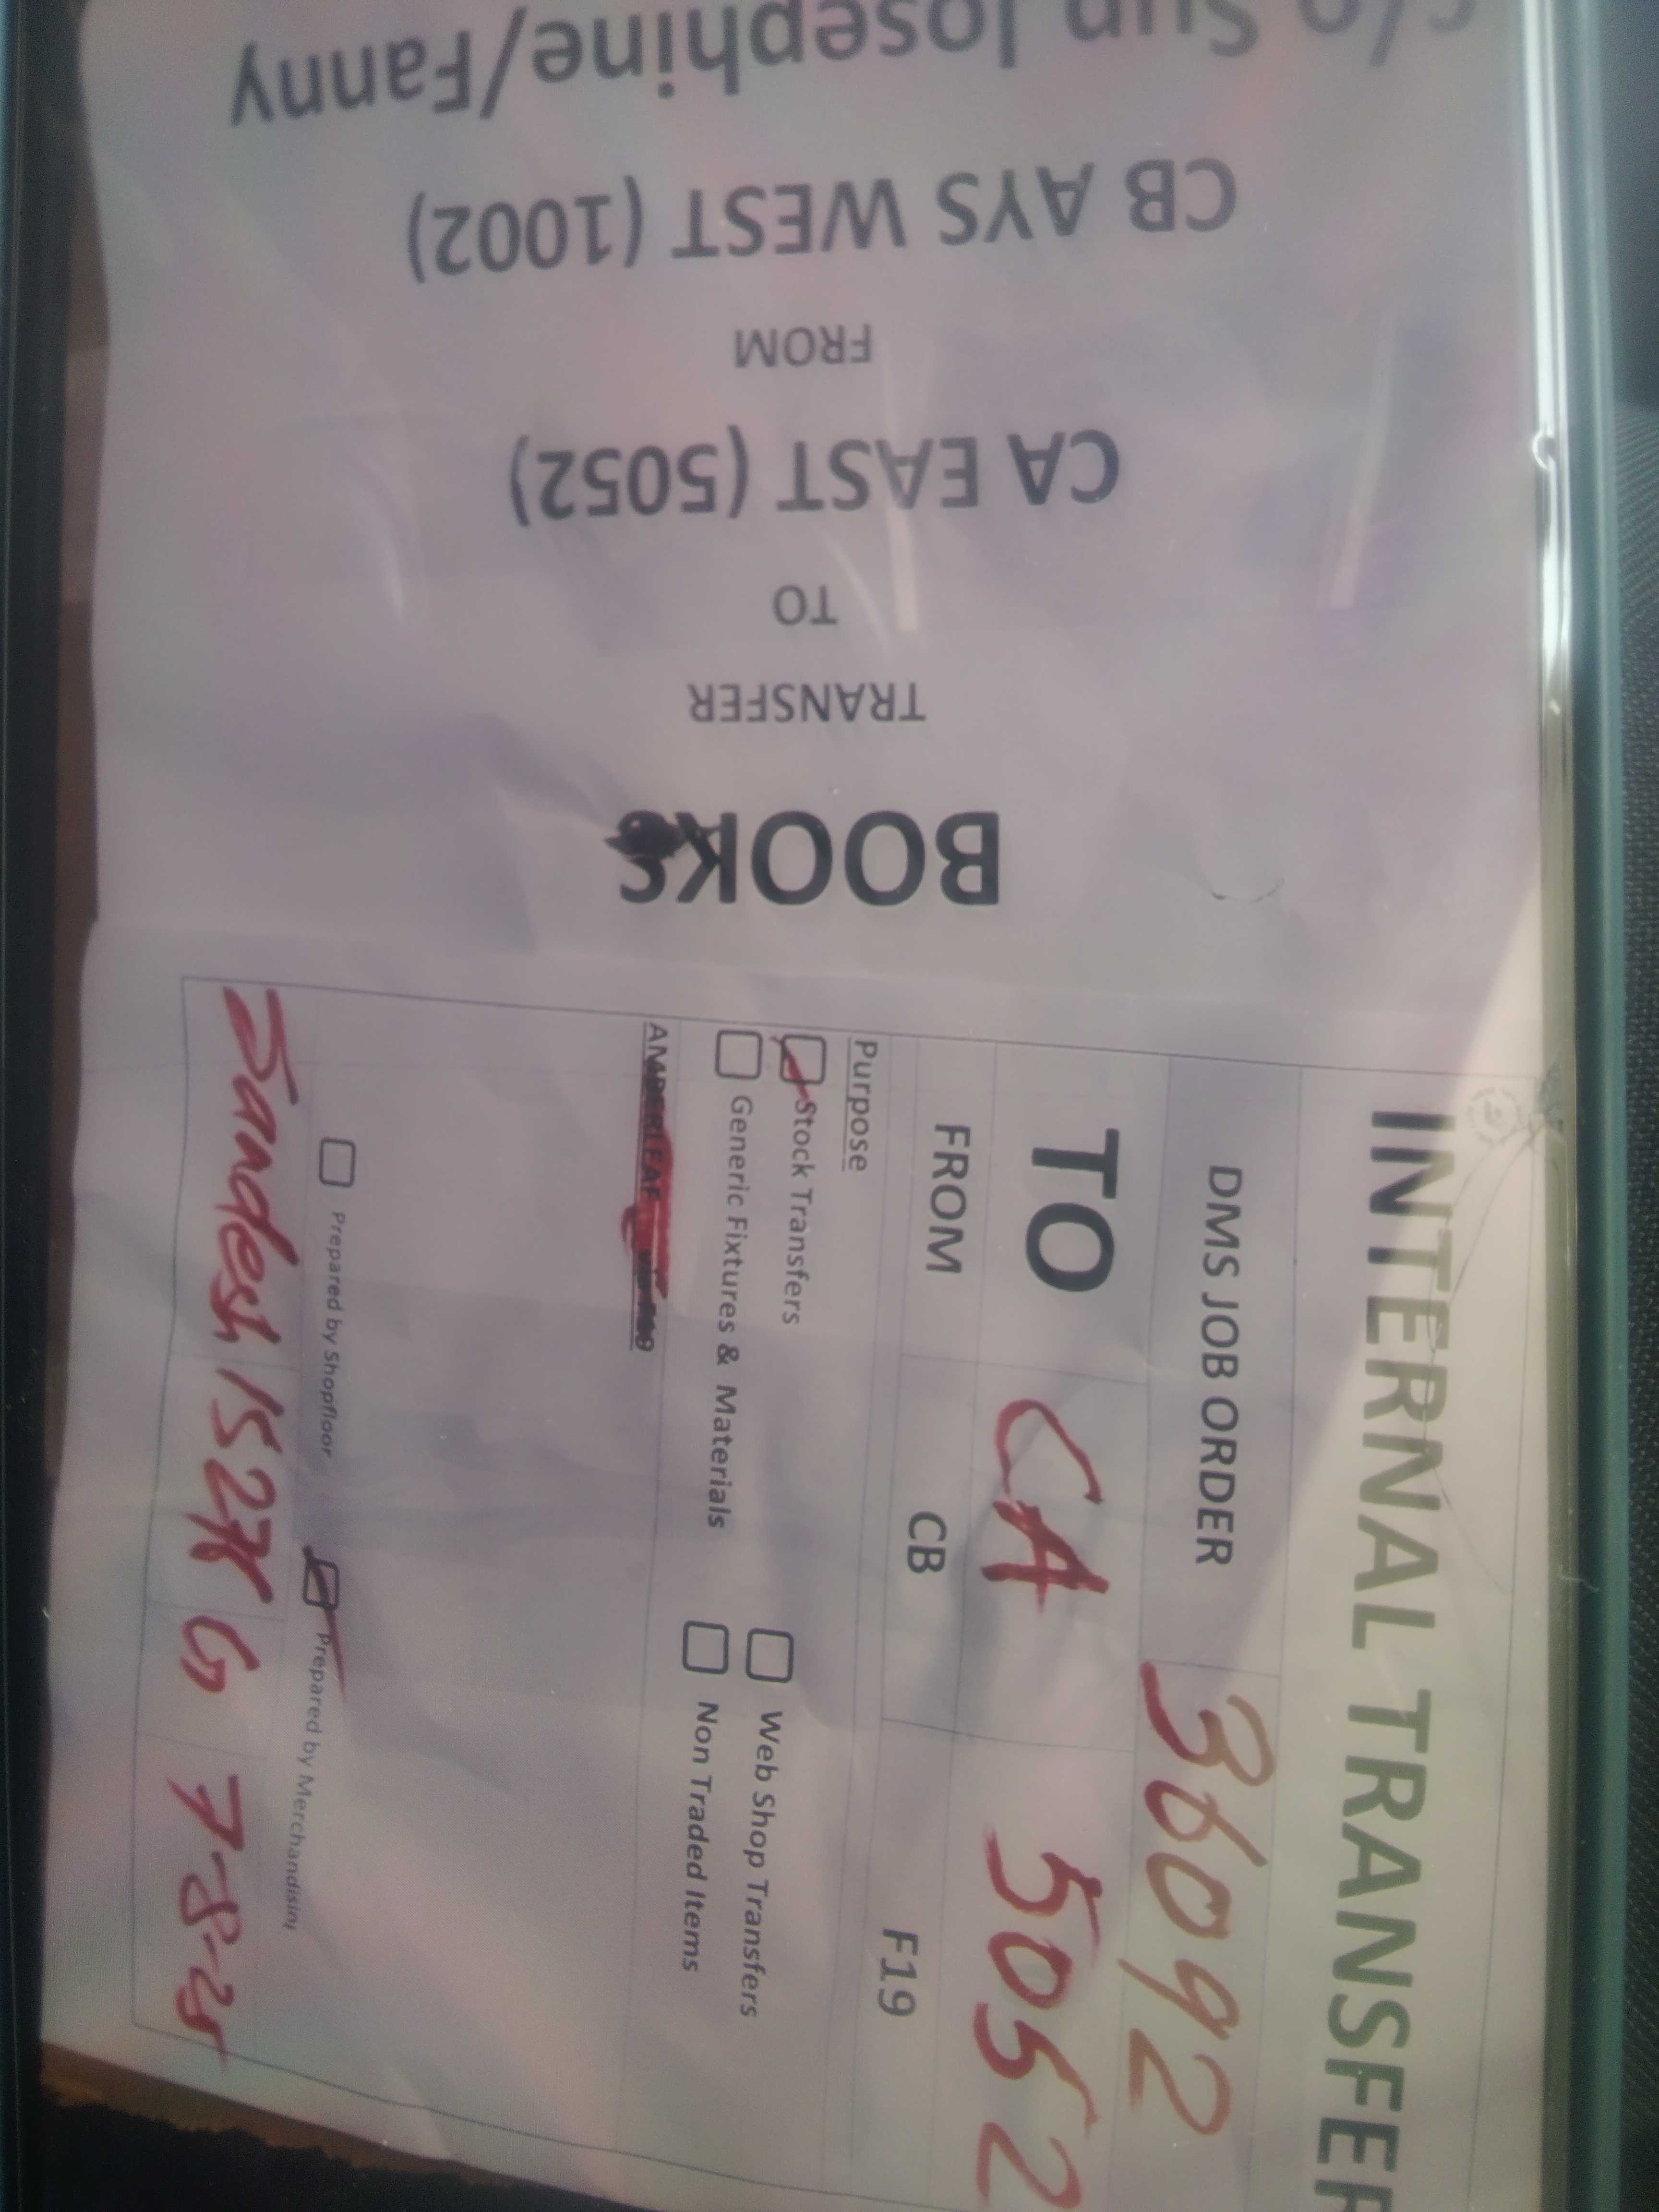 BOOKS
TRANSFER
TO
CA EAST (5052)
FROM
CB AYS WEST (1002)
c/o Sun Josephine/Fanny
INTERNAL TRANSFER
DMS JOB ORDER 36092
TO CA 5052
FROM CB F19
Purpose
Stock Transfers Web Shop Transfers
Generic Fixtures & Materials Non Traded Items
Prepared by Shopfloor Prepared by Merchandising
Sandesh G 7-8-25